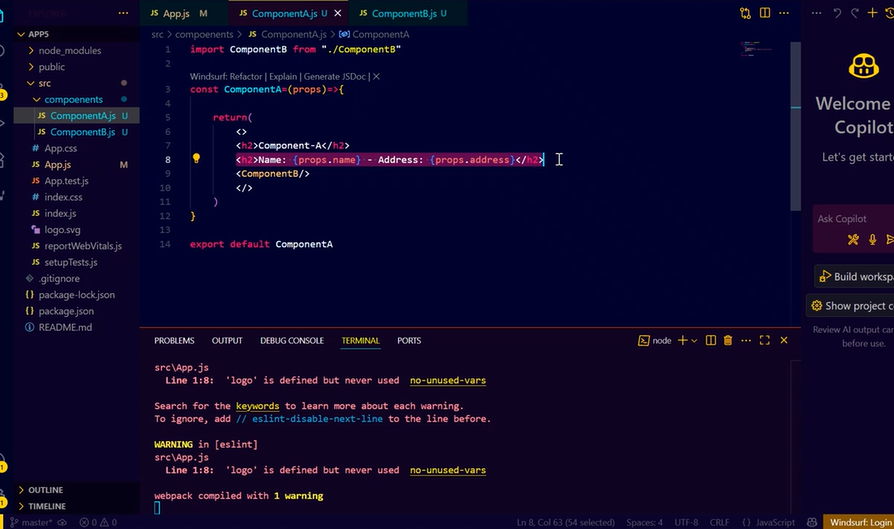 App.js M
ComponentA.js U
ComponentB.js U
APP5
node_modules
public
src
compoenents
ComponentA.js U
ComponentB.js U
App.css
App.js M
App.test.js
index.css
index.js
logo.svg
reportWebVitals.js
setupTests.js
.gitignore
package-lock.json
package.json
README.md
OUTLINE
TIMELINE
src > compoenents > ComponentA.js > ComponentA
1 import ComponentB from "./ComponentB"
2
Windsurf: Refactor | Explain | Generate JSDoc | X
3 const ComponentA=(props)=>{
4
5 return(
6 <>
7 <h2>Component-A</h2>
8 <h2>Name: {props.name} - Address: {props.address}</h2>
9 <ComponentB/>
10 </>
11 )
12 }
13
14 export default ComponentA
PROBLEMS OUTPUT DEBUG CONSOLE TERMINAL PORTS
node
src\App.js
Line 1:8: 'logo' is defined but never used no-unused-vars
Search for the keywords to learn more about each warning.
To ignore, add // eslint-disable-next-line to the line before.
WARNING in [eslint]
src\App.js
Line 1:8: 'logo' is defined but never used no-unused-vars
webpack compiled with 1 warning
Welcome
Copilot
Let's get start
Ask Copilot
Build workspa
Show project c
Review AI output car
before use.
master* 0 0
Ln 8, Col 63 (54 selected) Spaces: 4 UTF-8 CRLF {} JavaScript Windsurf: Login